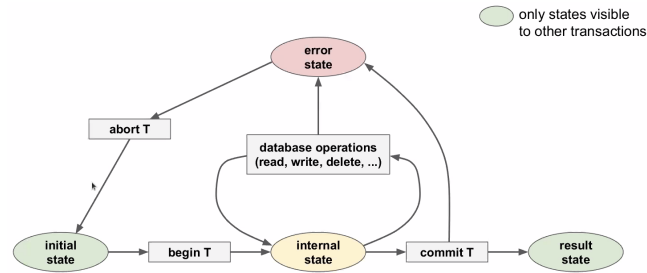 only states visible
to other transactions
error
state
abort T
database operations
(read, write, delete, ...)
initial
state
begin T
internal
state
commit T
result
state